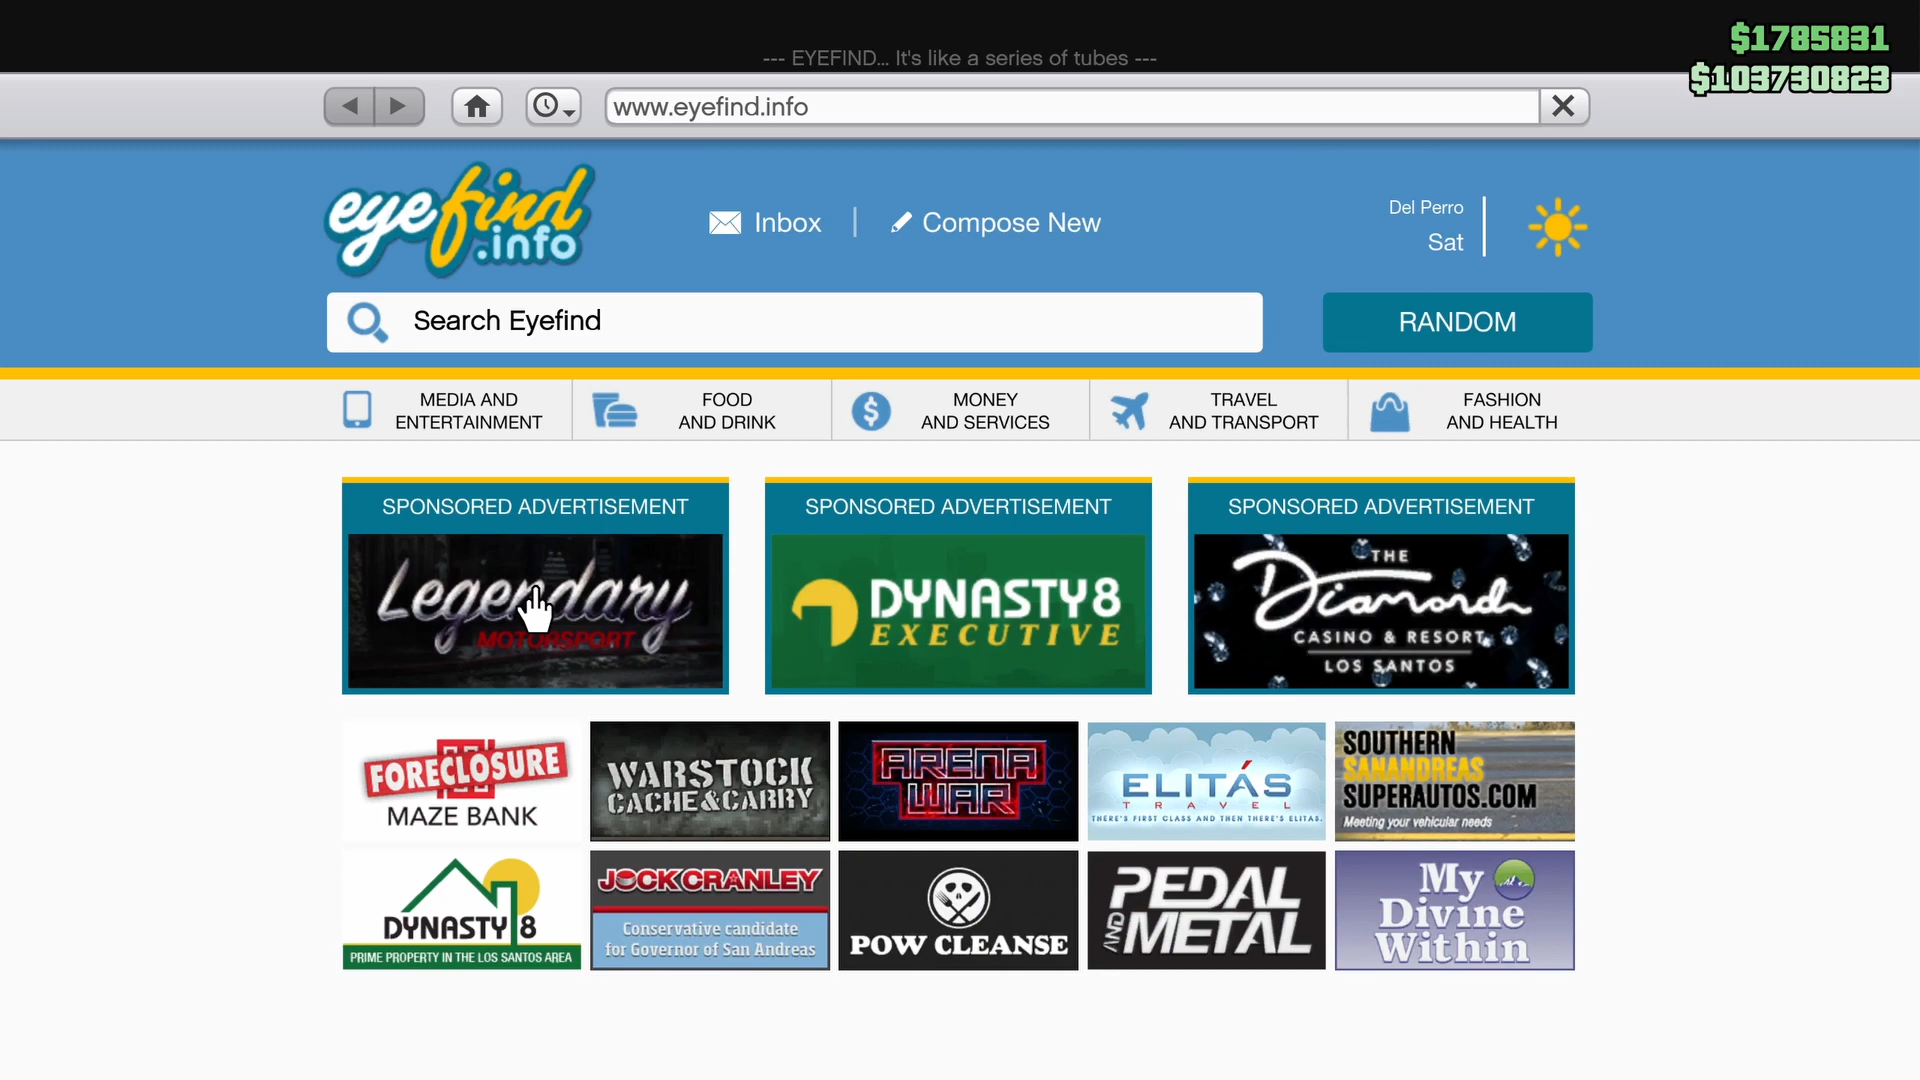 $1785831
--- EYEFIND... It's like a series of tubes ---
$103730823
www.eyefind.info
eyefind
.info
Inbox
Compose New
Del Perro
Sat
Search Eyefind
RANDOM
MEDIA AND
ENTERTAINMENT
FOOD
AND DRINK
MONEY
AND SERVICES
TRAVEL
AND TRANSPORT
FASHION
AND HEALTH
SPONSORED ADVERTISEMENT
Legendary
MOTORSPORT
SPONSORED ADVERTISEMENT
DYNASTY8
EXECUTIVE
SPONSORED ADVERTISEMENT
THE
Diamond
CASINO & RESORT
LOS SANTOS
FORECLOSURE
MAZE BANK
WARSTOCK
CACHE&CARRY
ARENA
WAR
ELITÁS
TRAVEL
THERE'S FIRST CLASS AND THEN THERE'S ELITAS.
SOUTHERN
SANANDREAS
SUPERAUTOS.COM
Meeting your vehicular needs
DYNASTY 8
PRIME PROPERTY IN THE LOS SANTOS AREA
JOCK CRANLEY
Conservative candidate
for Governor of San Andreas
POW CLEANSE
PEDAL
AND METAL
My
Divine
Within